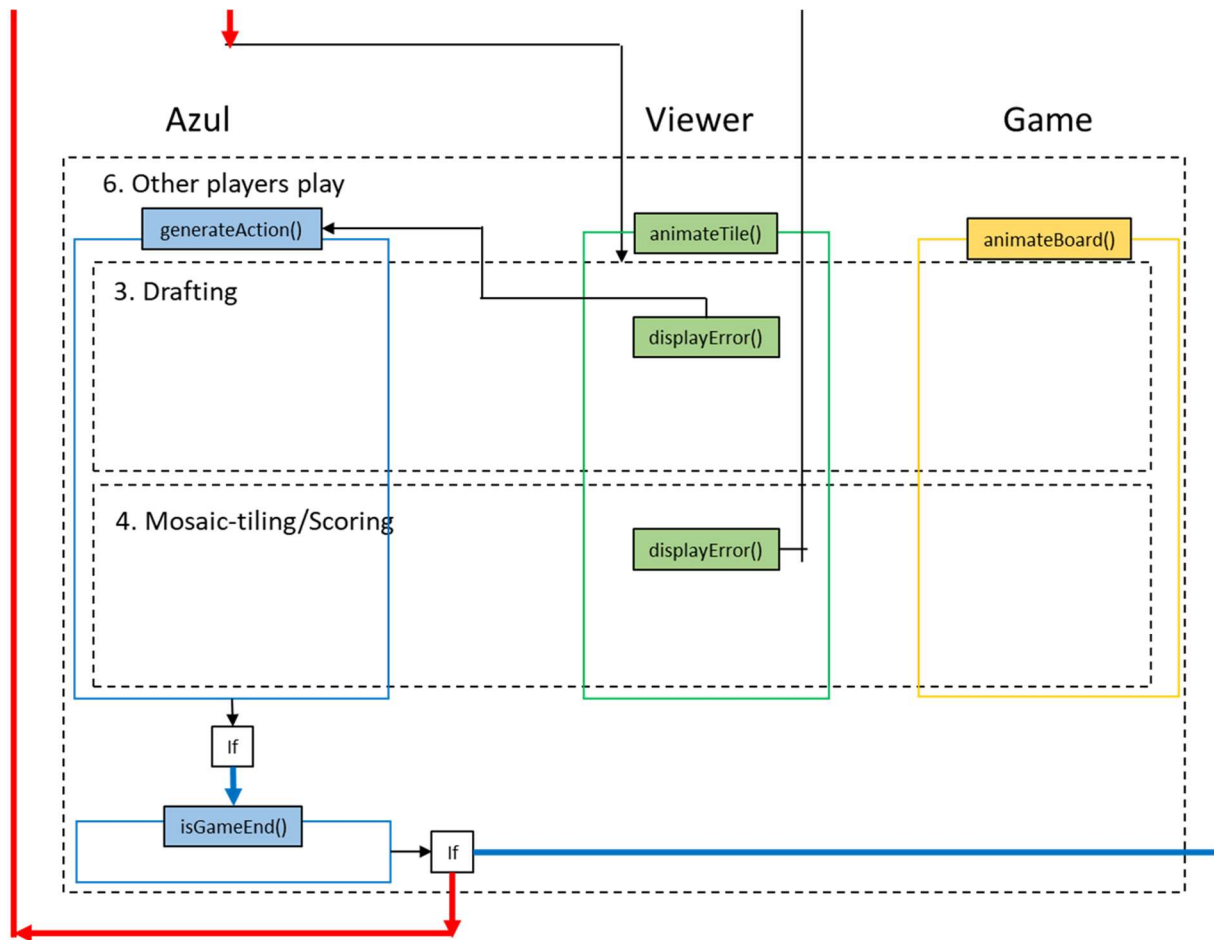 Azul
Viewer
Game
6. Other players play
generateAction()
animateTile()
animateBoard()
3. Drafting
displayError()
4. Mosaic-tiling/Scoring
displayError()
If
isGameEnd()
If